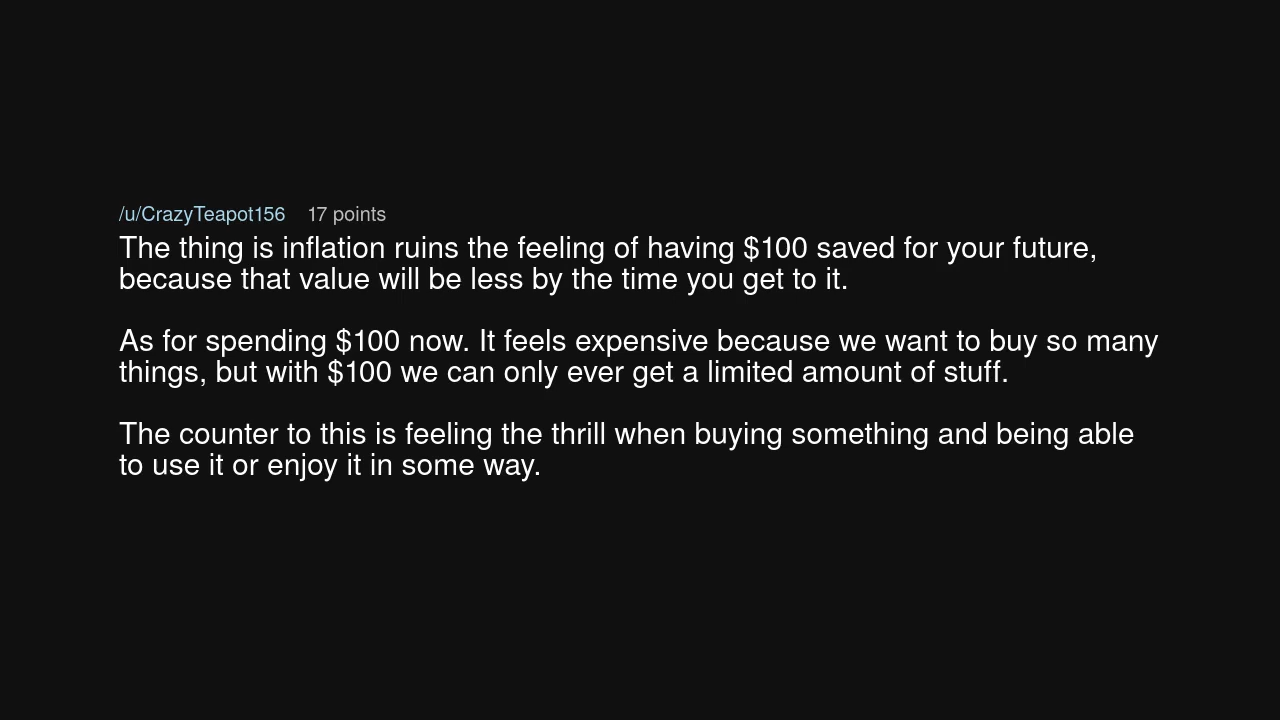 /u/CrazyTeapot156 17 points
The thing is inflation ruins the feeling of having $100 saved for your future,
because that value will be less by the time you get to it.
As for spending $100 now. It feels expensive because we want to buy so many
things, but with $100 we can only ever get a limited amount of stuff.
The counter to this is feeling the thrill when buying something and being able
to use it or enjoy it in some way.